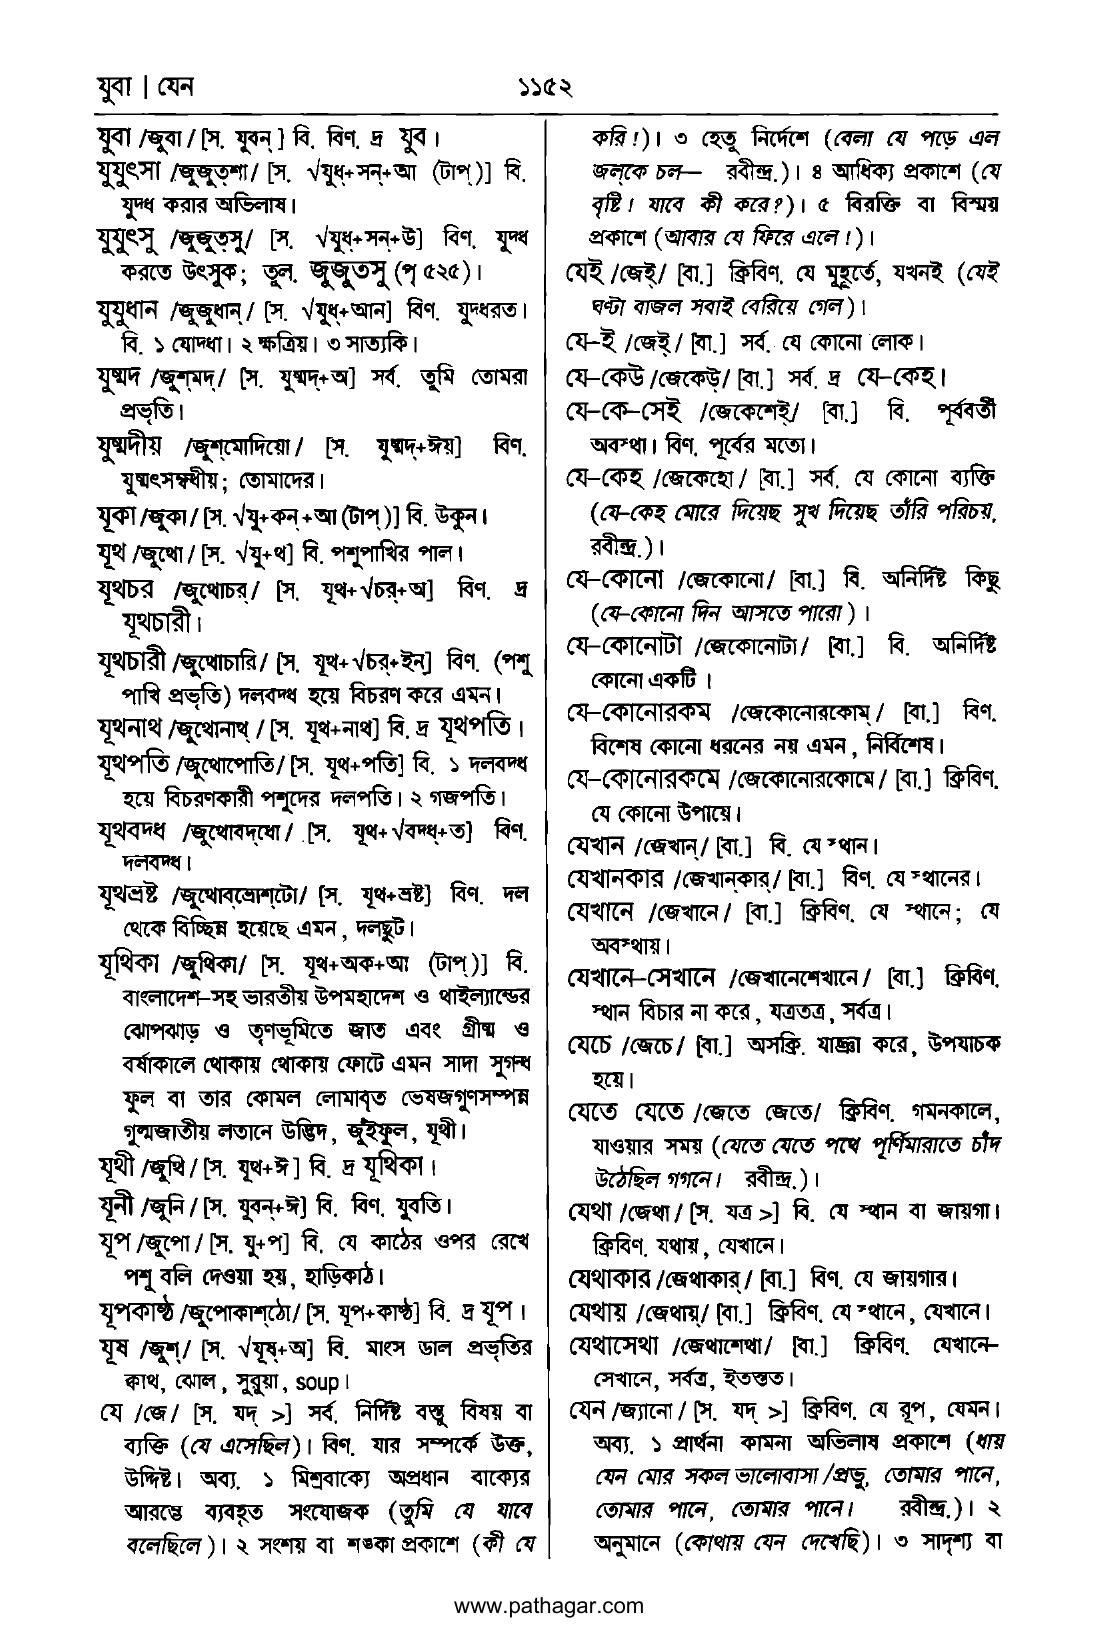 যুবা | যেন
১১৫২
যুবা /জুবা/ [স. যুবন্] বি. বিণ. দ্র যুব।
যুযুৎসা /জুজুত্শা/ [স. √যুধ্+সন্+আ (টাপ্)] বি.
যুদ্ধ করার অভিলাষ।
যুযুৎসু /জুজুত্সু/ [স. √যুধ্+সন্+উ] বিণ. যুদ্ধ
করতে উৎসুক; তূল. জুজুতসু (পৃ ৫২৫)।
যুযুধান /জুজুধান্/ [স. √যুধ্+আন] বিণ. যুদ্ধরত।
বি. ১ যোদ্ধা। ২ ক্ষত্রিয়। ৩ সাত্যকি।
যুষ্মদ /জুশ্মদ্/ [স. যুষ্মদ্+অ] সর্ব. তুমি তোমরা
প্রভৃতি।
যুষ্মদীয় /জুশ্মোদিয়ো/ [স. যুষ্মদ্+ঈয়] বিণ.
যুষ্মৎসম্বন্ধীয়; তোমাদের।
যূকা /জুকা/ [স. √যু+কন্+আ (টাপ্)] বি. উকুন।
যূথ /জুথো/ [স. √যু+থ] বি. পশুপাখির পাল।
যূথচর /জুথোচর্/ [স. যূথ+√চর্+অ] বিণ. দ্র
যূথচারী।
যূথচারী /জুথোচারি/ [স. যূথ+√চর্+ইন্] বিণ. (পশু
পাখি প্রভৃতি) দলবদ্ধ হয়ে বিচরণ করে এমন।
যূথনাথ /জুথোনাথ্/ [স. যূথ+নাথ] বি. দ্র যূথপতি।
যূথপতি /জুথোপোতি/ [স. যূথ+পতি] বি. ১ দলবদ্ধ
হয়ে বিচরণকারী পশুদের দলপতি। ২ গজপতি।
যূথবদ্ধ /জুথোবদ্ধো/ [স. যূথ+√বদ্ধ্+ত] বিণ.
দলবদ্ধ।
যূথভ্রষ্ট /জুথোব্ভ্রোশ্টো/ [স. যূথ+ভ্রষ্ট] বিণ. দল
থেকে বিচ্ছিন্ন হয়েছে এমন, দলছুট।
যূথিকা /জুথিকা/ [স. যূথ+অক+আ (টাপ্)] বি.
বাংলাদেশ-সহ ভারতীয় উপমহাদেশ ও থাইল্যান্ডের
ঝোপঝাড় ও তৃণভূমিতে জাত এবং গ্রীষ্ম ও
বর্ষাকালে থোকায় থোকায় ফোটে এমন সাদা সুগন্ধ
ফুল বা তার কোমল লোমাবৃত ভেষজগুণসম্পন্ন
গুল্মজাতীয় লতানে উদ্ভিদ, জুঁইফুল, যূথী।
যূথী /জুথি/ [স. যূথ+ঈ] বি. দ্র যূথিকা।
যূনী /জুনি/ [স. যুবন্+ঈ] বি. বিণ. যুবতি।
যূপ /জুপো/ [স. যু+প] বি. যে কাঠের ওপর রেখে
পশু বলি দেওয়া হয়, হাড়িকাঠ।
যূপকাষ্ঠ /জুপোকাশ্ঠো/ [স. যূপ+কাষ্ঠ] বি. দ্র যূপ।
যূষ /জুশ্/ [স. √যূষ্+অ] বি. মাংস ডাল প্রভৃতির
ক্বাথ, ঝোল, সুরুয়া, soup।
যে /জে/ [স. যদ্ >] সর্ব. নির্দিষ্ট বস্তু বিষয় বা
ব্যক্তি (যে এসেছিল)। বিণ. যার সম্পর্কে উক্ত,
উদ্দিষ্ট। অব্য. ১ মিশ্রবাক্যে অপ্রধান বাক্যের
আরম্ভে ব্যবহৃত সংযোজক (তুমি যে যাবে
বলেছিলে)। ২ সংশয় বা শঙ্কা প্রকাশে (কী যে
করি!)। ৩ হেতু নির্দেশে (বেলা যে পড়ে এল
জল্‌কে চল— রবীন্দ্র.)। ৪ আধিক্য প্রকাশে (যে
বৃষ্টি! যাবে কী করে?)। ৫ বিরক্তি বা বিস্ময়
প্রকাশে (আবার যে ফিরে এলে!)।
যেই /জেই্/ [বা.] ক্রিবিণ. যে মুহূর্তে, যখনই (যেই
ঘণ্টা বাজল সবাই বেরিয়ে গেল)।
যে-ই /জেই্/ [বা.] সর্ব. যে কোনো লোক।
যে-কেউ /জেকেউ্/ [বা.] সর্ব. দ্র যে-কেহ।
যে-কে-সেই /জেকেশেই্/ [বা.] বি. পূর্ববর্তী
অবস্থা। বিণ. পূর্বের মতো।
যে-কেহ /জেকেহো/ [বা.] সর্ব. যে কোনো ব্যক্তি
(যে-কেহ মোরে দিয়েছ সুখ দিয়েছ তাঁরি পরিচয়,
রবীন্দ্র.)।
যে-কোনো /জেকোনো/ [বা.] বি. অনির্দিষ্ট কিছু
(যে-কোনো দিন আসতে পারো)।
যে-কোনোটা /জেকোনোটা/ [বা.] বি. অনির্দিষ্ট
কোনো একটি।
যে-কোনোরকম /জেকোনোরকোম্/ [বা.] বিণ.
বিশেষ কোনো ধরনের নয় এমন, নির্বিশেষ।
যে-কোনোরকমে /জেকোনোরকোমে/ [বা.] ক্রিবিণ.
যে কোনো উপায়ে।
যেখান /জেখান্/ [বা.] বি. যে স্থান।
যেখানকার /জেখান্‌কার্/ [বা.] বিণ. যে স্থানের।
যেখানে /জেখানে/ [বা.] ক্রিবিণ. যে স্থানে; যে
অবস্থায়।
যেখানে-সেখানে /জেখানেশেখানে/ [বা.] ক্রিবিণ.
স্থান বিচার না করে, যত্রতত্র, সর্বত্র।
যেচে /জেচে/ [বা.] অসক্রি. যাচ্ঞা করে, উপযাচক
হয়ে।
যেতে যেতে /জেতে জেতে/ ক্রিবিণ. গমনকালে,
যাওয়ার সময় (যেতে যেতে পথে পূর্ণিমারাতে চাঁদ
উঠেছিল গগনে। রবীন্দ্র.)।
যেথা /জেথা/ [স. যত্র >] বি. যে স্থান বা জায়গা।
ক্রিবিণ. যথায়, যেখানে।
যেথাকার /জেথাকার্/ [বা.] বিণ. যে জায়গার।
যেথায় /জেথায়্/ [বা.] ক্রিবিণ. যে স্থানে, যেখানে।
যেথাসেথা /জেথাশেথা/ [বা.] ক্রিবিণ. যেখানে-
সেখানে, সর্বত্র, ইতস্তত।
যেন /জ্যানো/ [স. যদ্ >] ক্রিবিণ. যে রূপ, যেমন।
অব্য. ১ প্রার্থনা কামনা অভিলাষ প্রকাশে (ধায়
যেন মোর সকল ভালোবাসা/প্রভু, তোমার পানে,
তোমার পানে, তোমার পানে। রবীন্দ্র.)। ২
অনুমানে (কোথায় যেন দেখেছি)। ৩ সাদৃশ্য বা
www.pathagar.com